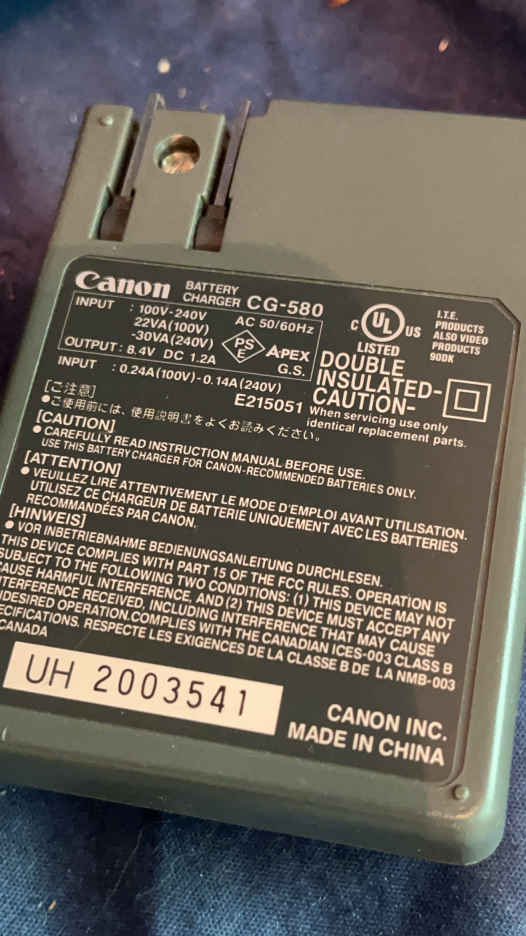 Canon BATTERY CHARGER CG-580
INPUT : 100V-240V AC 50/60Hz
22VA(100V)
-30VA(240V)
OUTPUT : 8.4V DC 1.2A
PS
E
APEX
G.S.
INPUT : 0.24A(100V)-0.14A(240V)
E215051
C UL US
LISTED
I.T.E.
PRODUCTS
ALSO VIDEO
PRODUCTS
90DK
DOUBLE
INSULATED-
CAUTION-
When servicing use only
identical replacement parts.
[ご注意]
●ご使用前には、使用説明書をよくお読みください。
[CAUTION]
● CAREFULLY READ INSTRUCTION MANUAL BEFORE USE.
USE THIS BATTERY CHARGER FOR CANON-RECOMMENDED BATTERIES ONLY.
[ATTENTION]
● VEUILLEZ LIRE ATTENTIVEMENT LE MODE D'EMPLOI AVANT UTILISATION.
UTILISEZ CE CHARGEUR DE BATTERIE UNIQUEMENT AVEC LES BATTERIES
RECOMMANDÉES PAR CANON.
[HINWEIS]
● VOR INBETRIEBNAHME BEDIENUNGSANLEITUNG DURCHLESEN.
THIS DEVICE COMPLIES WITH PART 15 OF THE FCC RULES. OPERATION IS
SUBJECT TO THE FOLLOWING TWO CONDITIONS: (1) THIS DEVICE MAY NOT
CAUSE HARMFUL INTERFERENCE, AND (2) THIS DEVICE MUST ACCEPT ANY
NTERFERENCE RECEIVED, INCLUDING INTERFERENCE THAT MAY CAUSE
NDESIRED OPERATION.COMPLIES WITH THE CANADIAN ICES-003 CLASS B
ECIFICATIONS. RESPECTE LES EXIGENCES DE LA CLASSE B DE LA NMB-003
CANADA
UH 2003541
CANON INC.
MADE IN CHINA